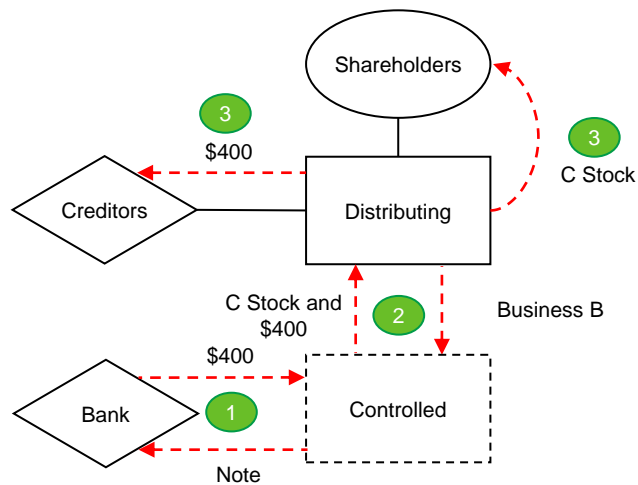 Shareholders
3
$400
3
C Stock
Creditors
Distributing
C Stock and
$400
2
Business B
$400
Bank
1
Controlled
Note